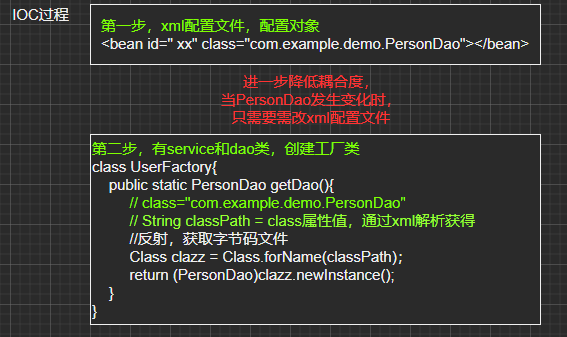 IOC过程
第一步，xml配置文件，配置对象
<bean id=" xx" class="com.example.demo.PersonDao"></bean>
进一步降低耦合度，
当PersonDao发生变化时，
只需要需改xml配置文件
第二步，有service和dao类，创建工厂类
class UserFactory{
public static PersonDao getDao(){
// class="com.example.demo.PersonDao"
// String classPath = class属性值，通过xml解析获得
//反射，获取字节码文件
Class clazz = Class.forName(classPath);
return (PersonDao)clazz.newInstance();
}
}